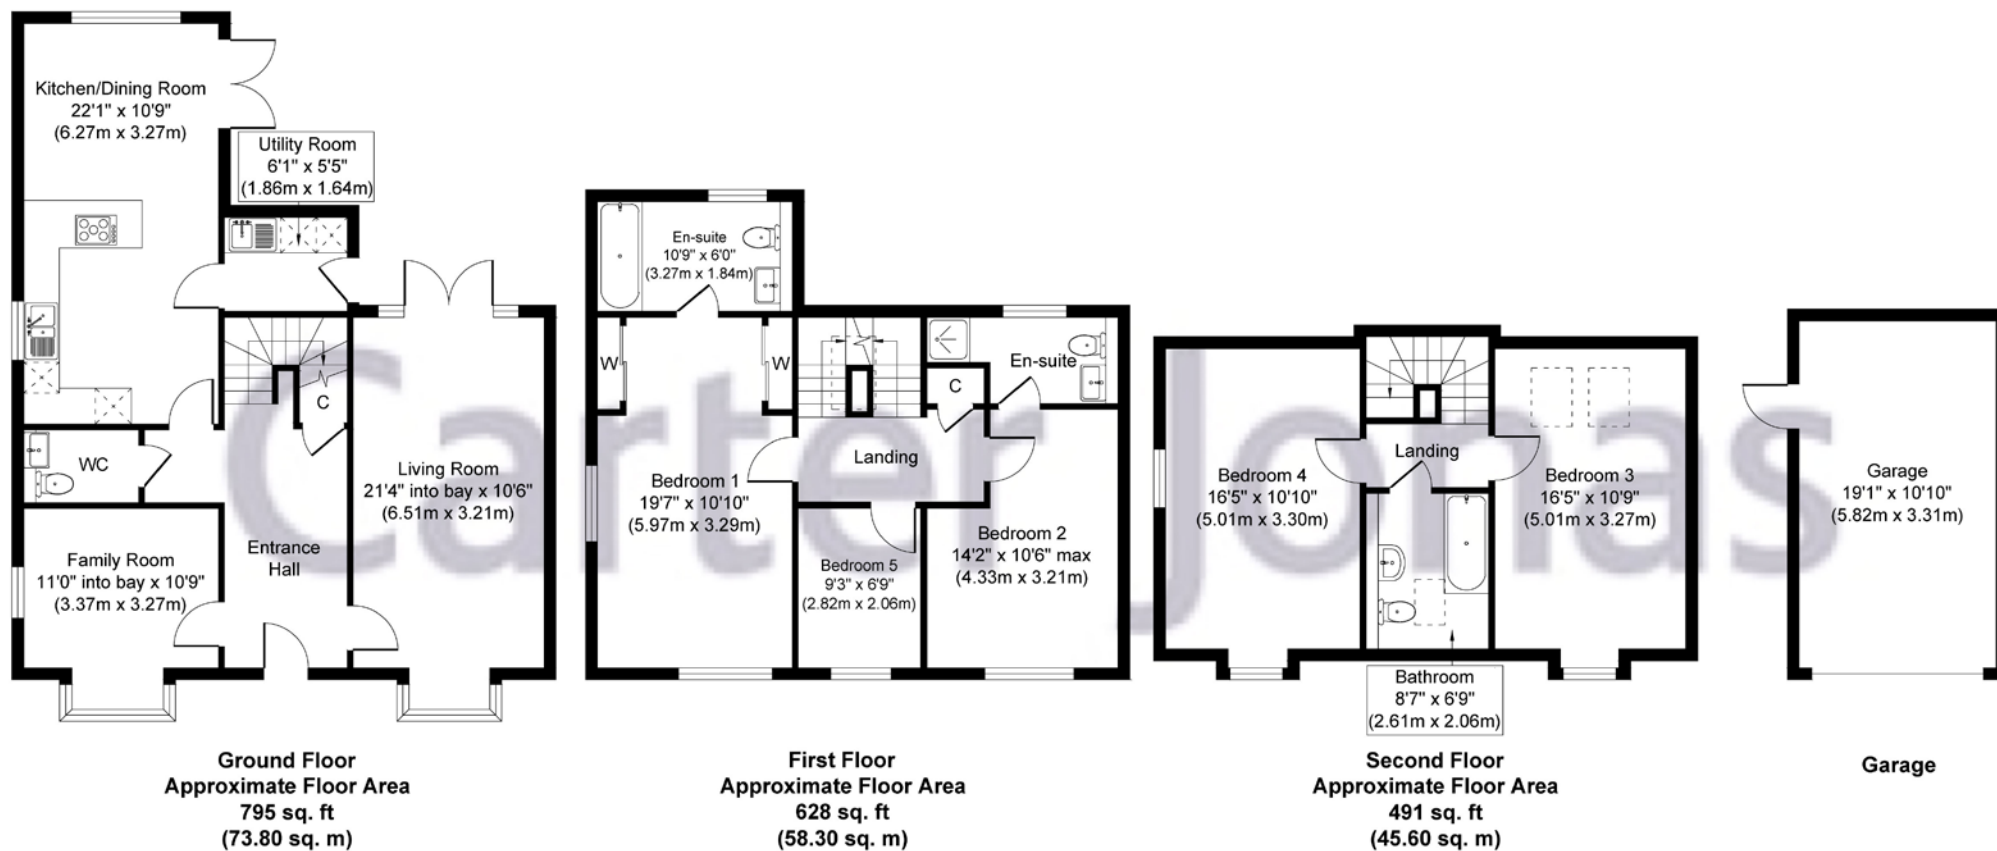 Kitchen/Dining Room
22'1" x 10'9"
(6.27m x 3.27m)
Utility Room
6'1" x 5'5"
(1.86m x 1.64m)
WC
C
Living Room
21'4" into bay x 10'6"
(6.51m x 3.21m)
Family Room
11'0" into bay x 10'9"
(3.37m x 3.27m)
Entrance
Hall
Ground Floor
Approximate Floor Area
795 sq. ft
(73.80 sq. m)
En-suite
10'9" x 6'0"
(3.27m x 1.84m)
W
W
En-suite
C
Bedroom 1
19'7" x 10'10"
(5.97m x 3.29m)
Landing
Bedroom 5
9'3" x 6'9"
(2.82m x 2.06m)
Bedroom 2
14'2" x 10'6" max
(4.33m x 3.21m)
First Floor
Approximate Floor Area
628 sq. ft
(58.30 sq. m)
Bedroom 4
16'5" x 10'10"
(5.01m x 3.30m)
Landing
Bedroom 3
16'5" x 10'9"
(5.01m x 3.27m)
Bathroom
8'7" x 6'9"
(2.61m x 2.06m)
Second Floor
Approximate Floor Area
491 sq. ft
(45.60 sq. m)
Garage
19'1" x 10'10"
(5.82m x 3.31m)
Garage
Carter Jonas